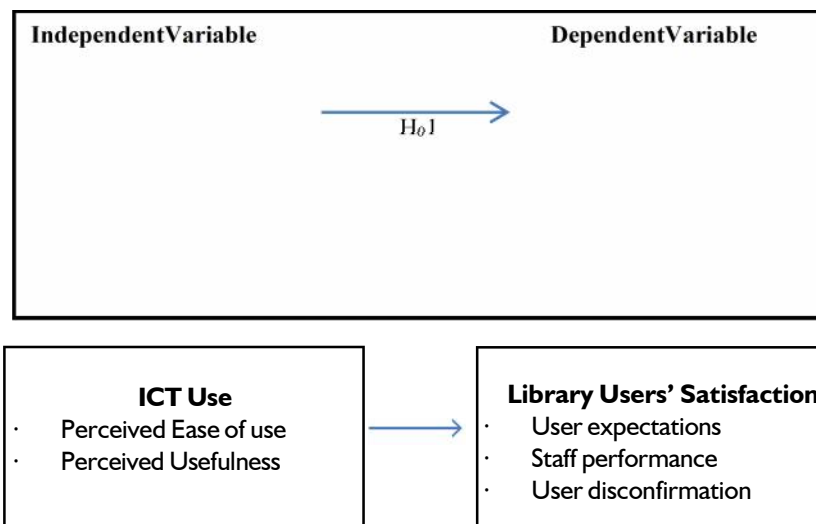 IndependentVariable
DependentVariable
H₀1
ICT Use
· Perceived Ease of use
· Perceived Usefulness
Library Users’ Satisfaction
· User expectations
· Staff performance
· User disconfirmation